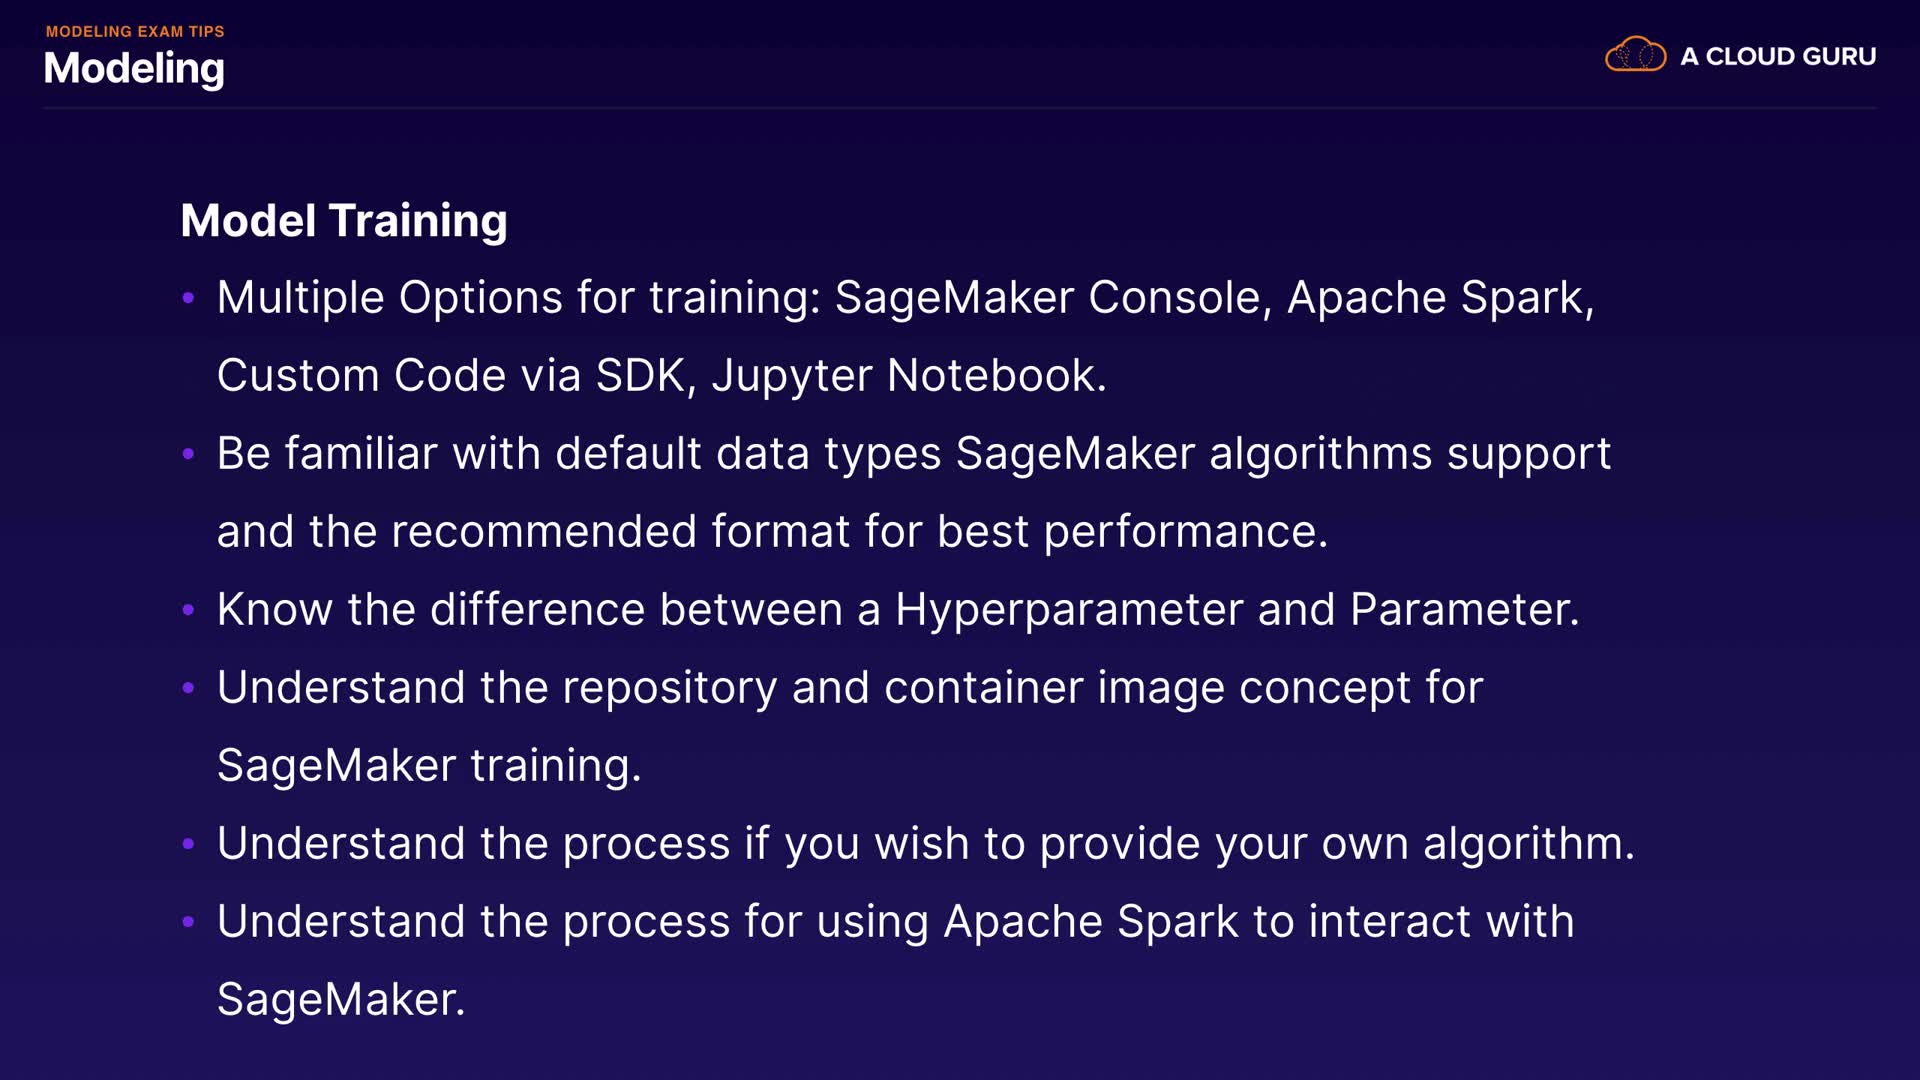 MODELING EXAM TIPS
Modeling
A CLOUD GURU
Model Training
• Multiple Options for training: SageMaker Console, Apache Spark,
Custom Code via SDK, Jupyter Notebook.
• Be familiar with default data types SageMaker algorithms support
and the recommended format for best performance.
• Know the difference between a Hyperparameter and Parameter.
• Understand the repository and container image concept for
SageMaker training.
• Understand the process if you wish to provide your own algorithm.
• Understand the process for using Apache Spark to interact with
SageMaker.